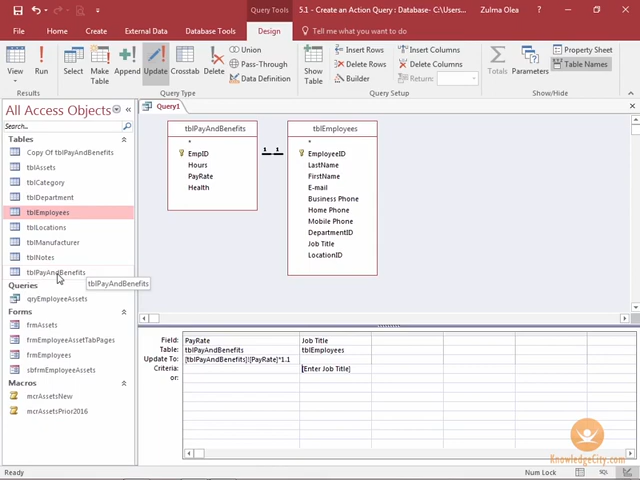 Query Tools
5.1 - Create an Action Query : Database- C:\Users...
Zulma Olea
File
Home
Create
External Data
Database Tools
Design
Tell me what you want to do...
View
Run
Select
Make Table
Append
Update
Crosstab
Delete
Union
Pass-Through
Data Definition
Show Table
Insert Rows
Delete Rows
Builder
Insert Columns
Delete Columns
Return:
Totals
Parameters
Property Sheet
Table Names
Results
Query Type
Query Setup
Show/Hide
All Access Objects
Search...
Tables
Copy Of tblPayAndBenefits
tblAssets
tblCategory
tblDepartment
tblEmployees
tblLocations
tblManufacturer
tblNotes
tblPayAndBenefits
tblPayAndBenefits
Queries
qryEmployeeAssets
Forms
frmAssets
frmEmployeeAssetTabPages
frmEmployees
sbfrmEmployeeAssets
Macros
mcrAssetsNew
mcrAssetsPrior2016
Query1
tblPayAndBenefits
*
EmpID
Hours
PayRate
Health
1 1
tblEmployees
*
EmployeeID
LastName
FirstName
E-mail
Business Phone
Home Phone
Mobile Phone
DepartmentID
Job Title
LocationID
Field: PayRate Job Title
Table: tblPayAndBenefits tblEmployees
Update To: [tblPayAndBenefits]![PayRate]*1.1
Criteria: [Enter Job Title]
or:
KnowledgeCity.com
Ready
Num Lock
SQL